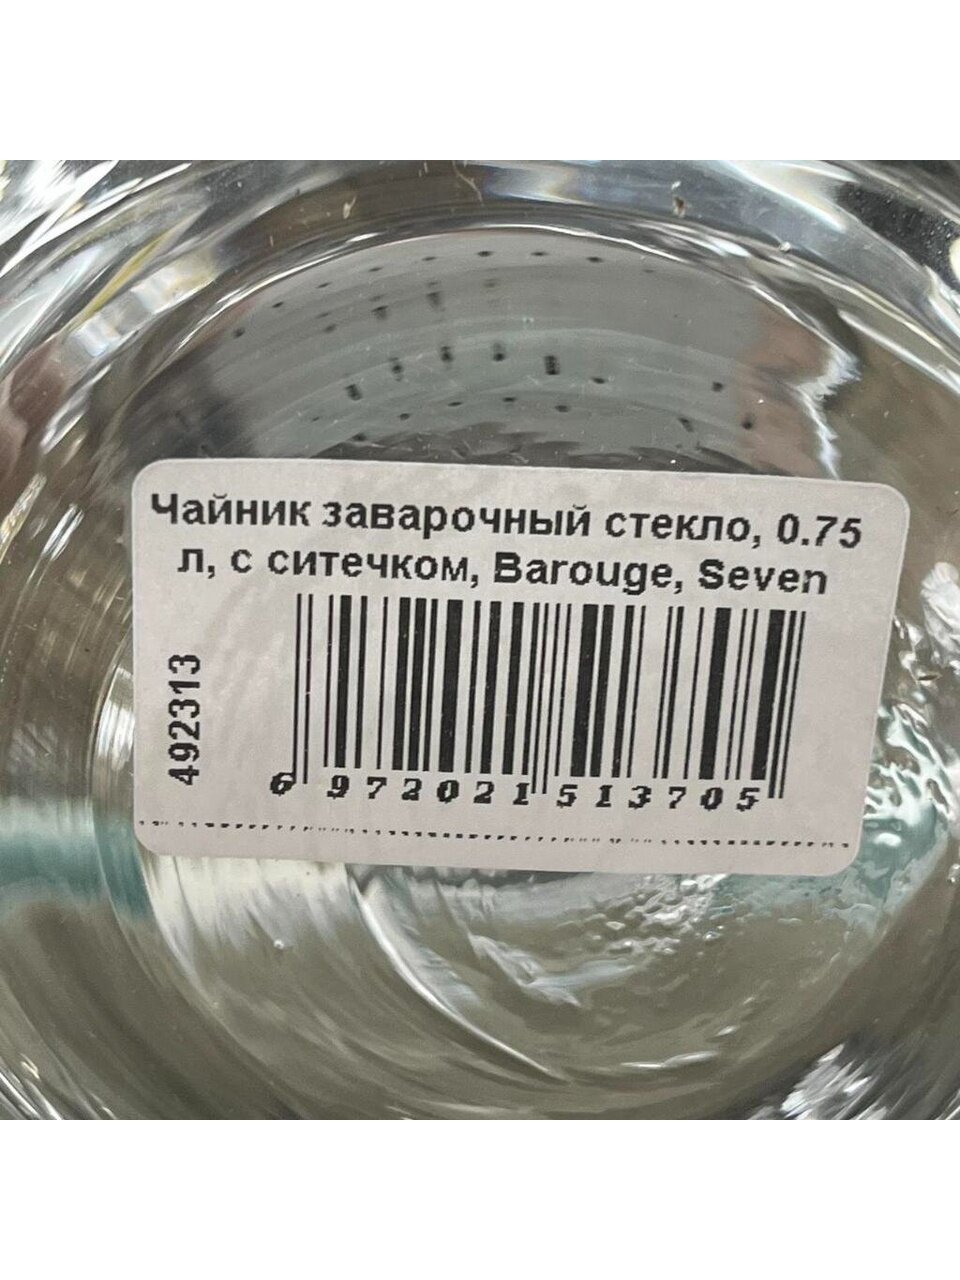 Чайник заварочный стекло, 0.75
л, с ситечком, Barouge, Seven
492313
6 972021 513705